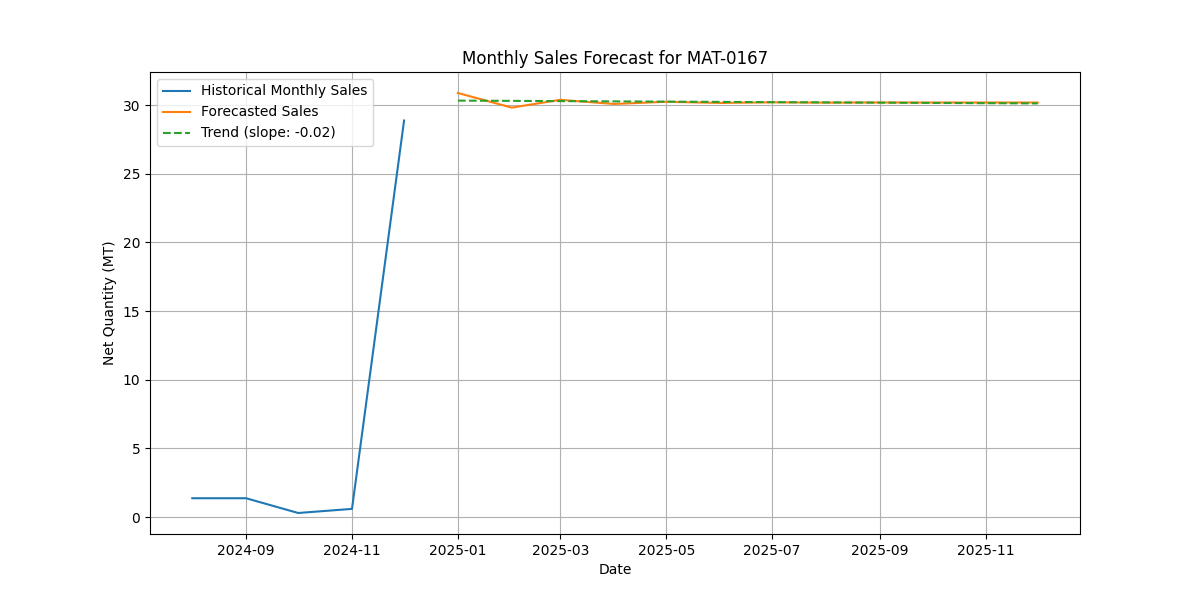 Monthly Sales Forecast for MAT-0167
Historical Monthly Sales
Forecasted Sales
Trend (slope: -0.02)
Net Quantity (MT)
30
25
20
15
10
5
0
2024-09 2024-11 2025-01 2025-03 2025-05 2025-07 2025-09 2025-11
Date